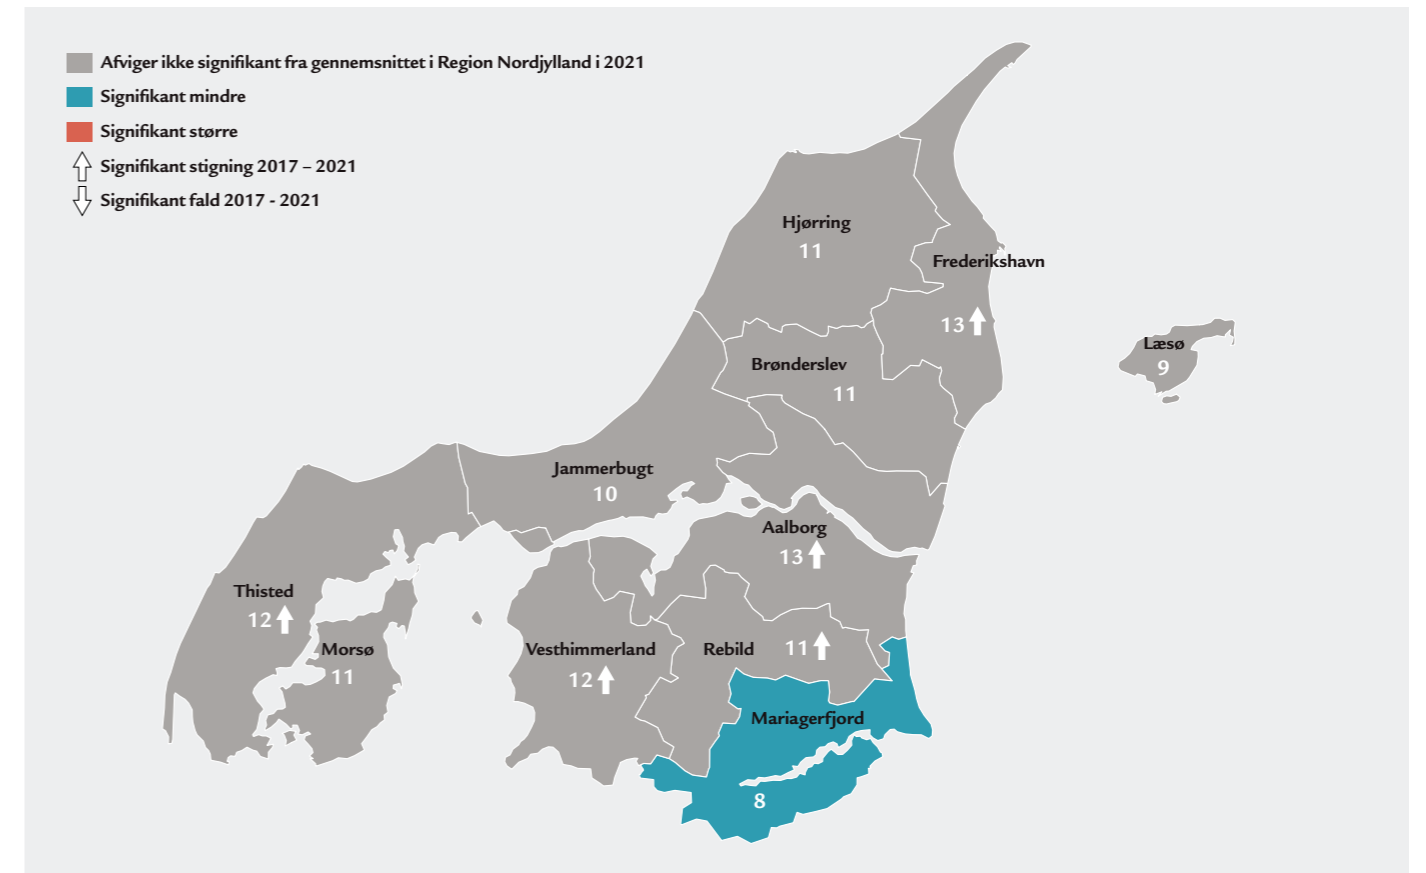 Afviger ikke signifikant fra gennemsnittet i Region Nordjylland i 2021
Signifikant mindre
Signifikant større
Signifikant stigning 2017 – 2021
Signifikant fald 2017 - 2021
Hjørring
11
Frederikshavn
13
Læsø
9
Brønderslev
11
Jammerbugt
10
Aalborg
13
Thisted
12
Morsø
11
Vesthimmerland
12
Rebild
11
Mariagerfjord
8